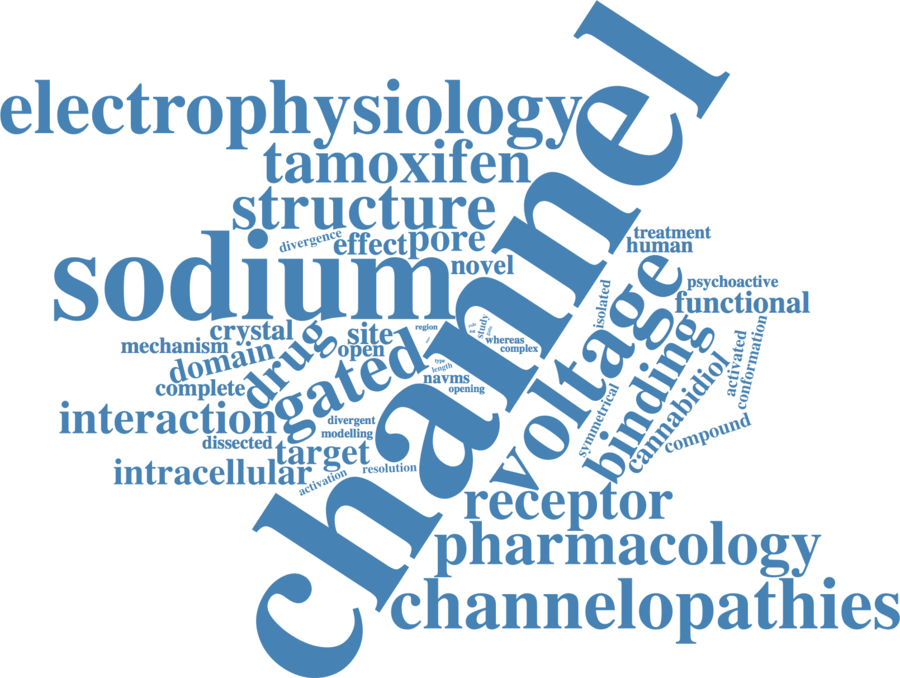 channel
electrophysiology
tamoxifen
structure
divergence
effect
pore
sodium
novel
treatment
human
psychoactive
functional
isolated
voltage
crystal
site
region
study
whereas
complex
mechanism
domain
drug
open
gated
type
length
navms
opening
complete
binding
cannabidiol
activated
conformation
symmetrical
compound
interaction
dissected
divergent
modelling
target
intracellular
activation
resolution
receptor
pharmacology
channelopathies